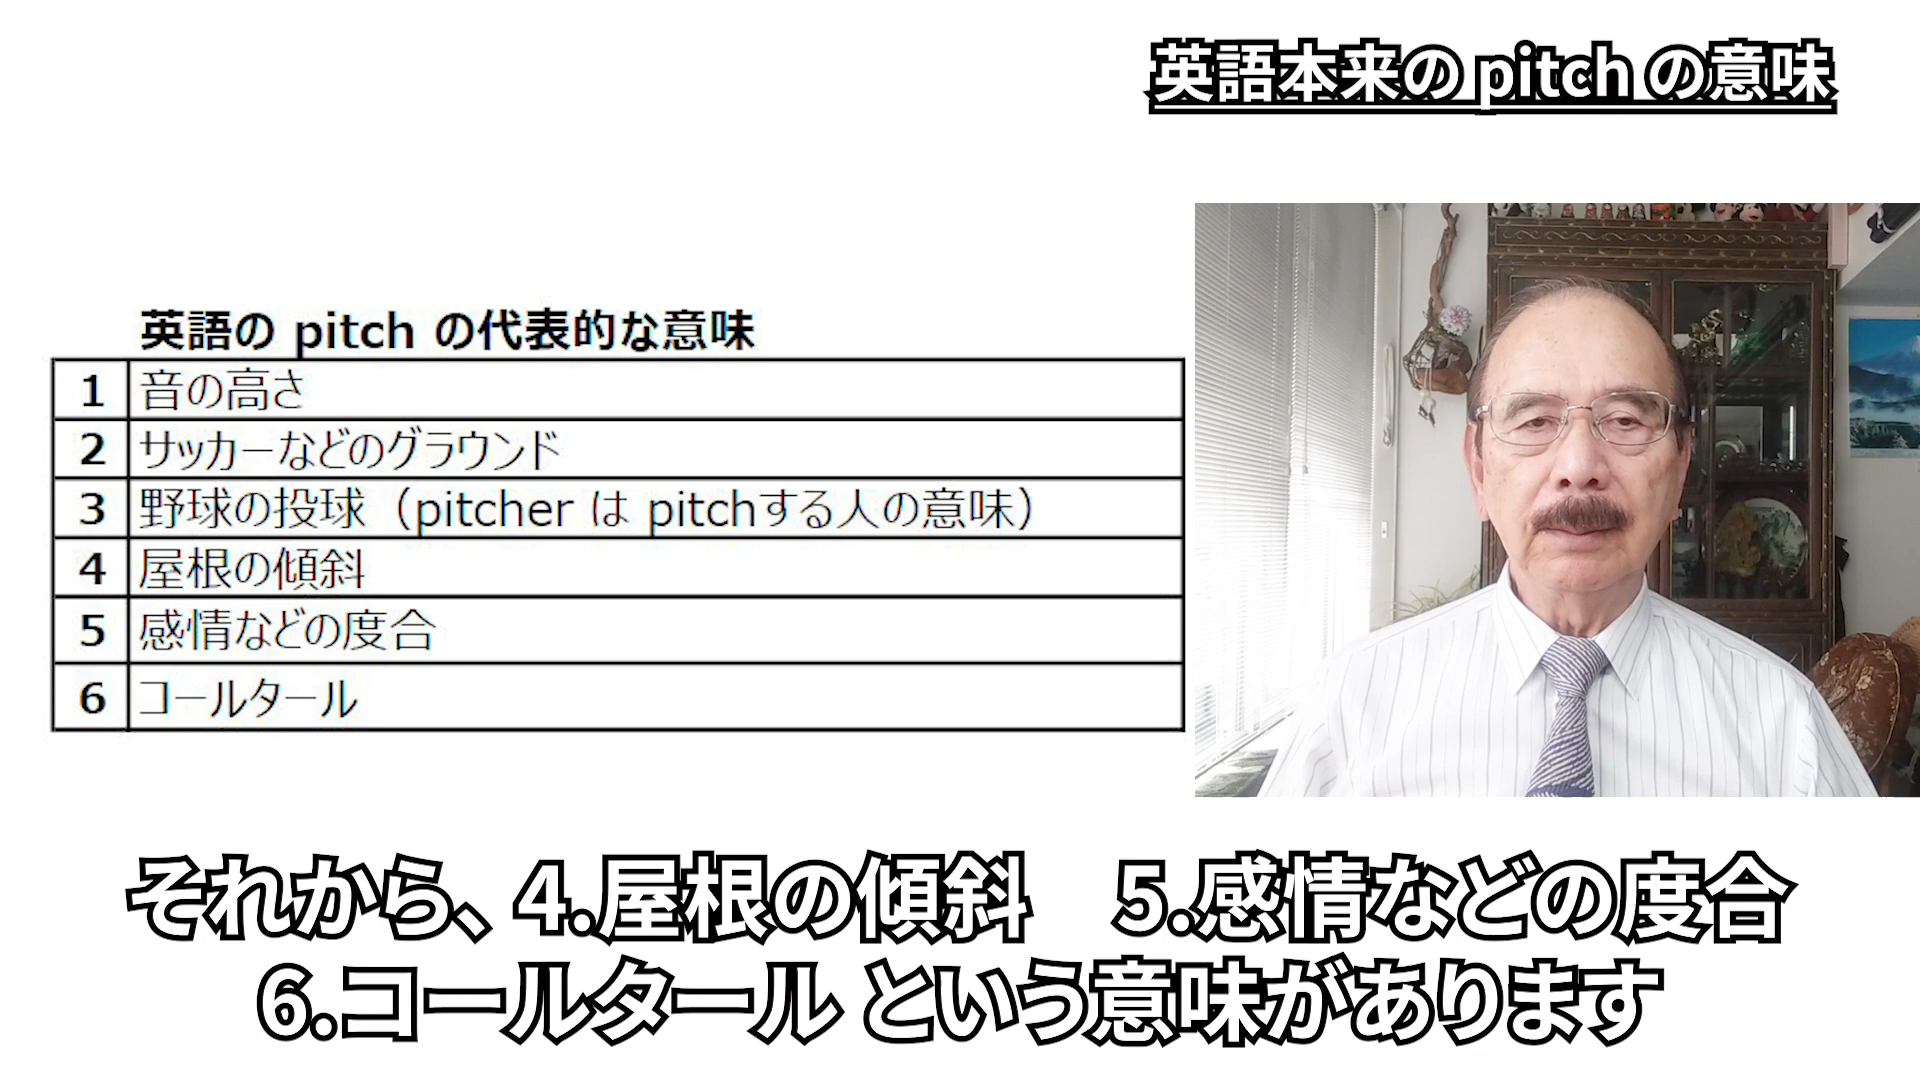 英語本来の pitch の意味
英語の pitch の代表的な意味
1 音の高さ
2 サッカーなどのグラウンド
3 野球の投球（pitcher は pitchする人の意味）
4 屋根の傾斜
5 感情などの度合
6 コールタール
それから、4.屋根の傾斜　5.感情などの度合
6.コールタール という意味があります